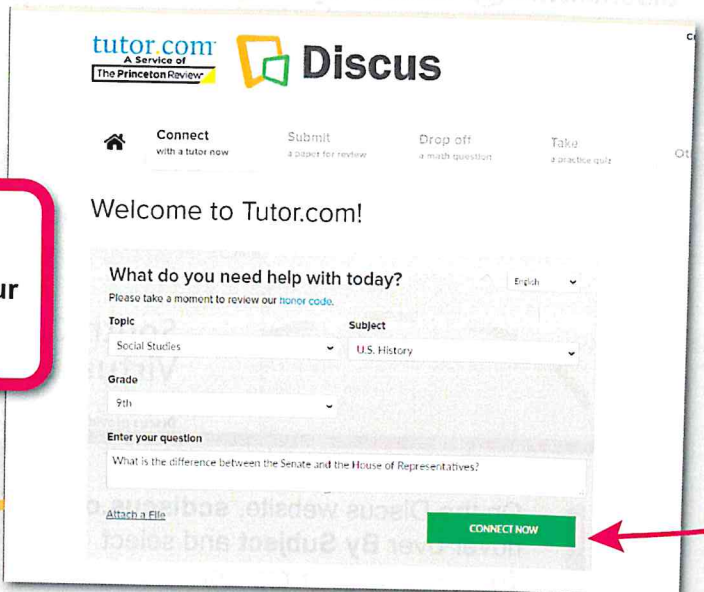 tutor.com
A Service of
The Princeton Review
Discus
Connect
with a tutor now
Submit
a paper for review
Drop off
a math question
Take
a practice quiz
Welcome to Tutor.com!
ur
What do you need help with today?
English
Please take a moment to review our honor code.
Topic
Subject
Social Studies
U.S. History
Grade
9th
Enter your question
What is the difference between the Senate and the House of Representatives?
Attach a File
CONNECT NOW